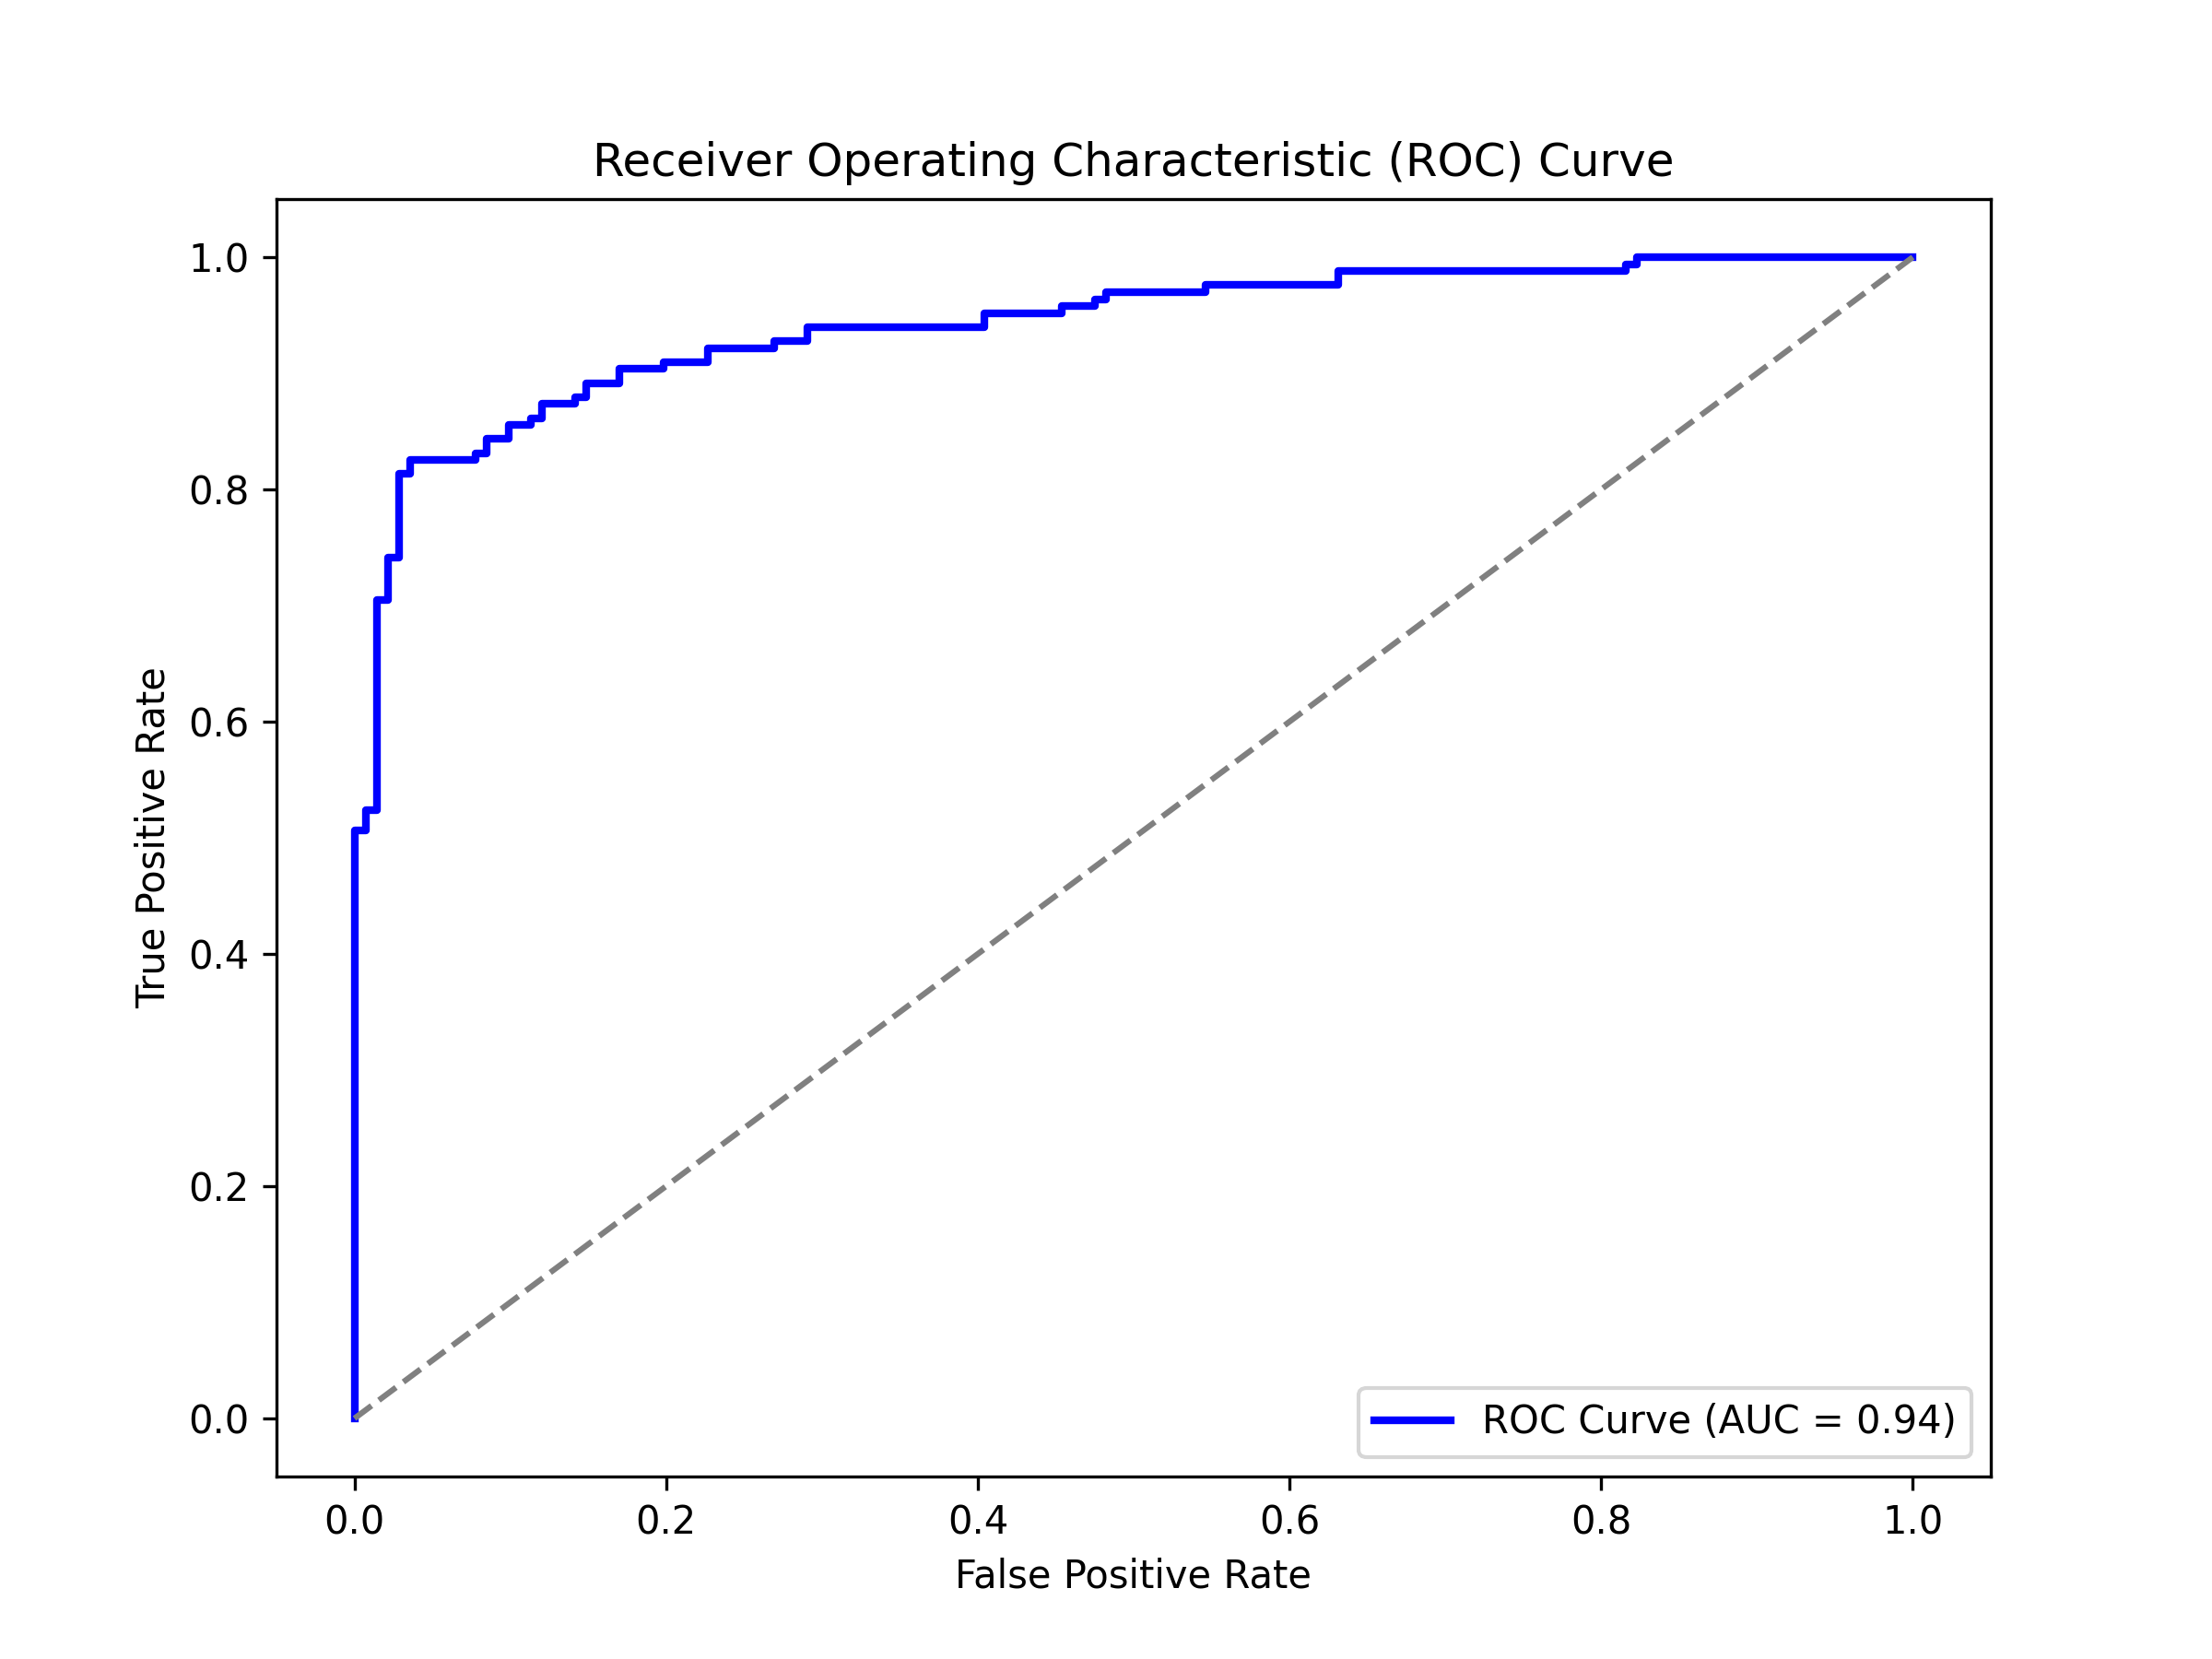 Receiver Operating Characteristic (ROC) Curve
1.0
0.8
0.6
0.4
0.2
0.0
True Positive Rate
ROC Curve (AUC = 0.94)
0.0 0.2 0.4 0.6 0.8 1.0
False Positive Rate